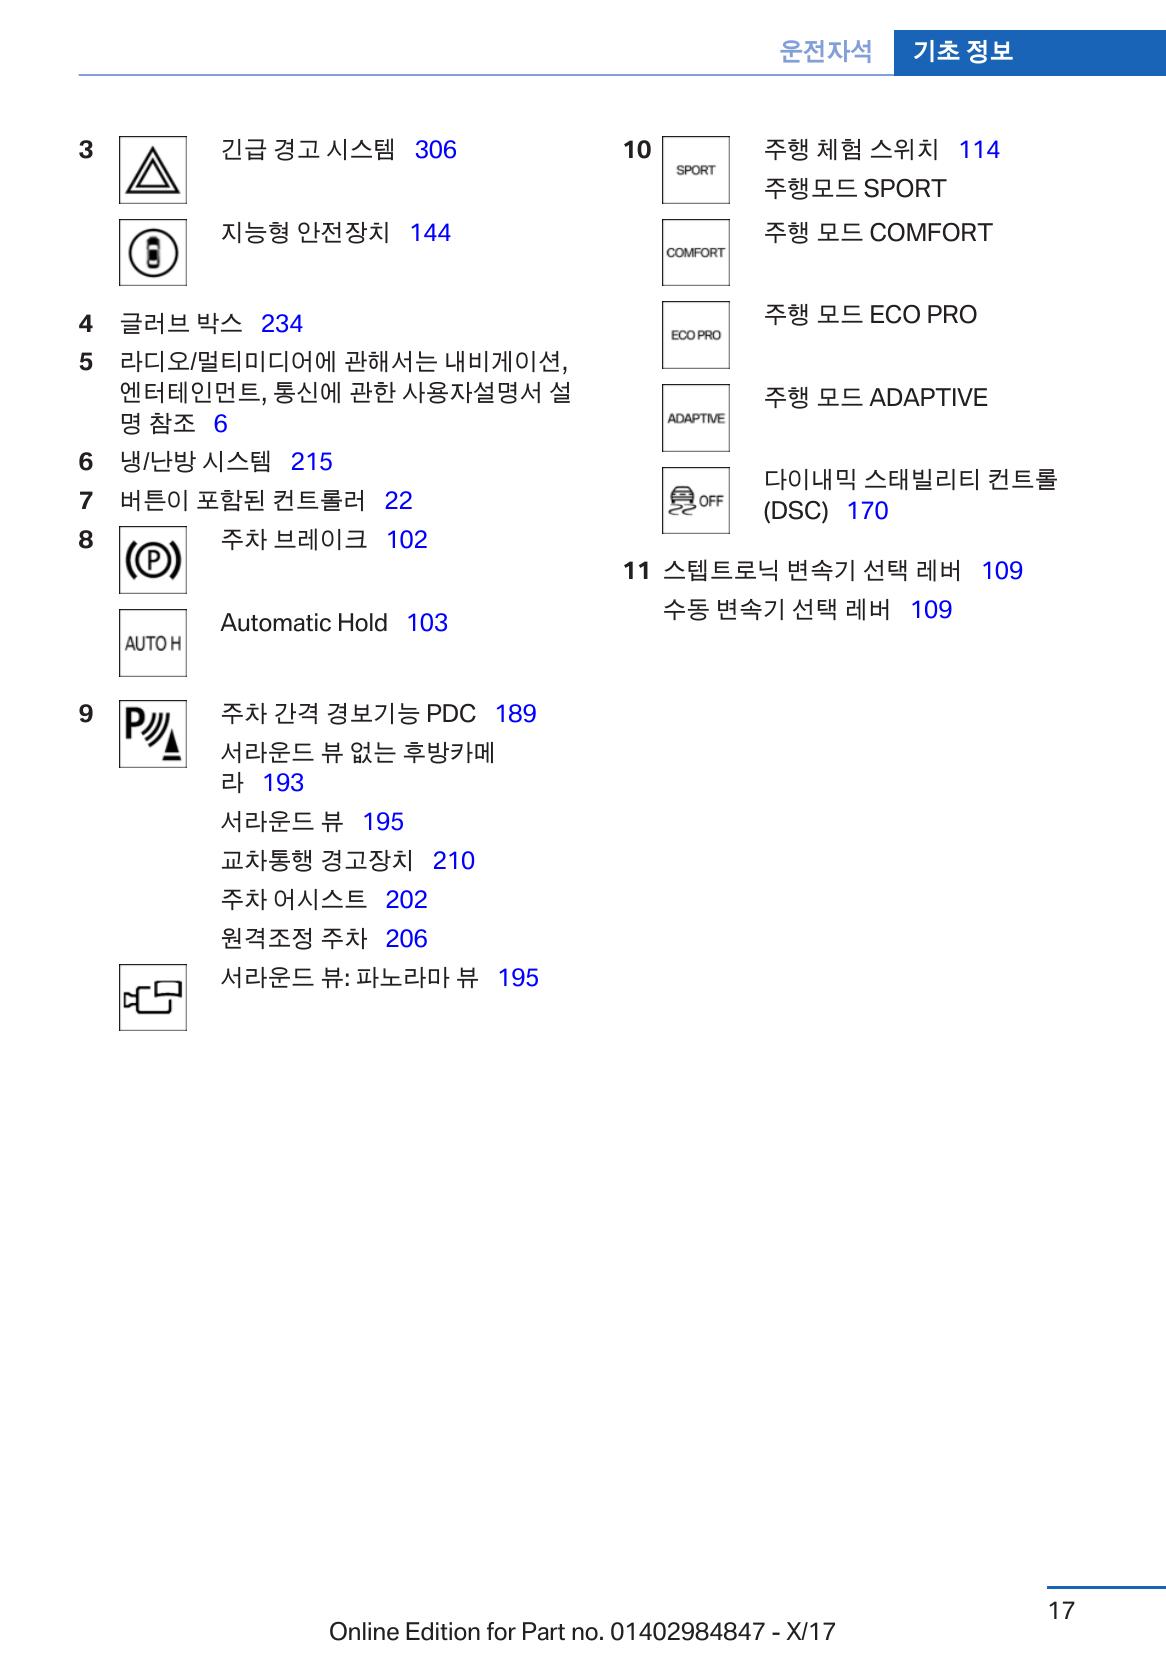 운전자석 기초 정보
3 긴급 경고 시스템 306
지능형 안전장치 144
4 글러브 박스 234
5 라디오/멀티미디어에 관해서는 내비게이션,
엔터테인먼트, 통신에 관한 사용자설명서 설
명 참조 6
6 냉/난방 시스템 215
7 버튼이 포함된 컨트롤러 22
8 주차 브레이크 102
AUTO H Automatic Hold 103
9 주차 간격 경보기능 PDC 189
서라운드 뷰 없는 후방카메
라 193
서라운드 뷰 195
교차통행 경고장치 210
주차 어시스트 202
원격조정 주차 206
서라운드 뷰: 파노라마 뷰 195
10 SPORT 주행 체험 스위치 114
주행모드 SPORT
COMFORT 주행 모드 COMFORT
ECO PRO 주행 모드 ECO PRO
ADAPTIVE 주행 모드 ADAPTIVE
OFF 다이내믹 스태빌리티 컨트롤
(DSC) 170
11 스텝트로닉 변속기 선택 레버 109
수동 변속기 선택 레버 109
17
Online Edition for Part no. 01402984847 - X/17